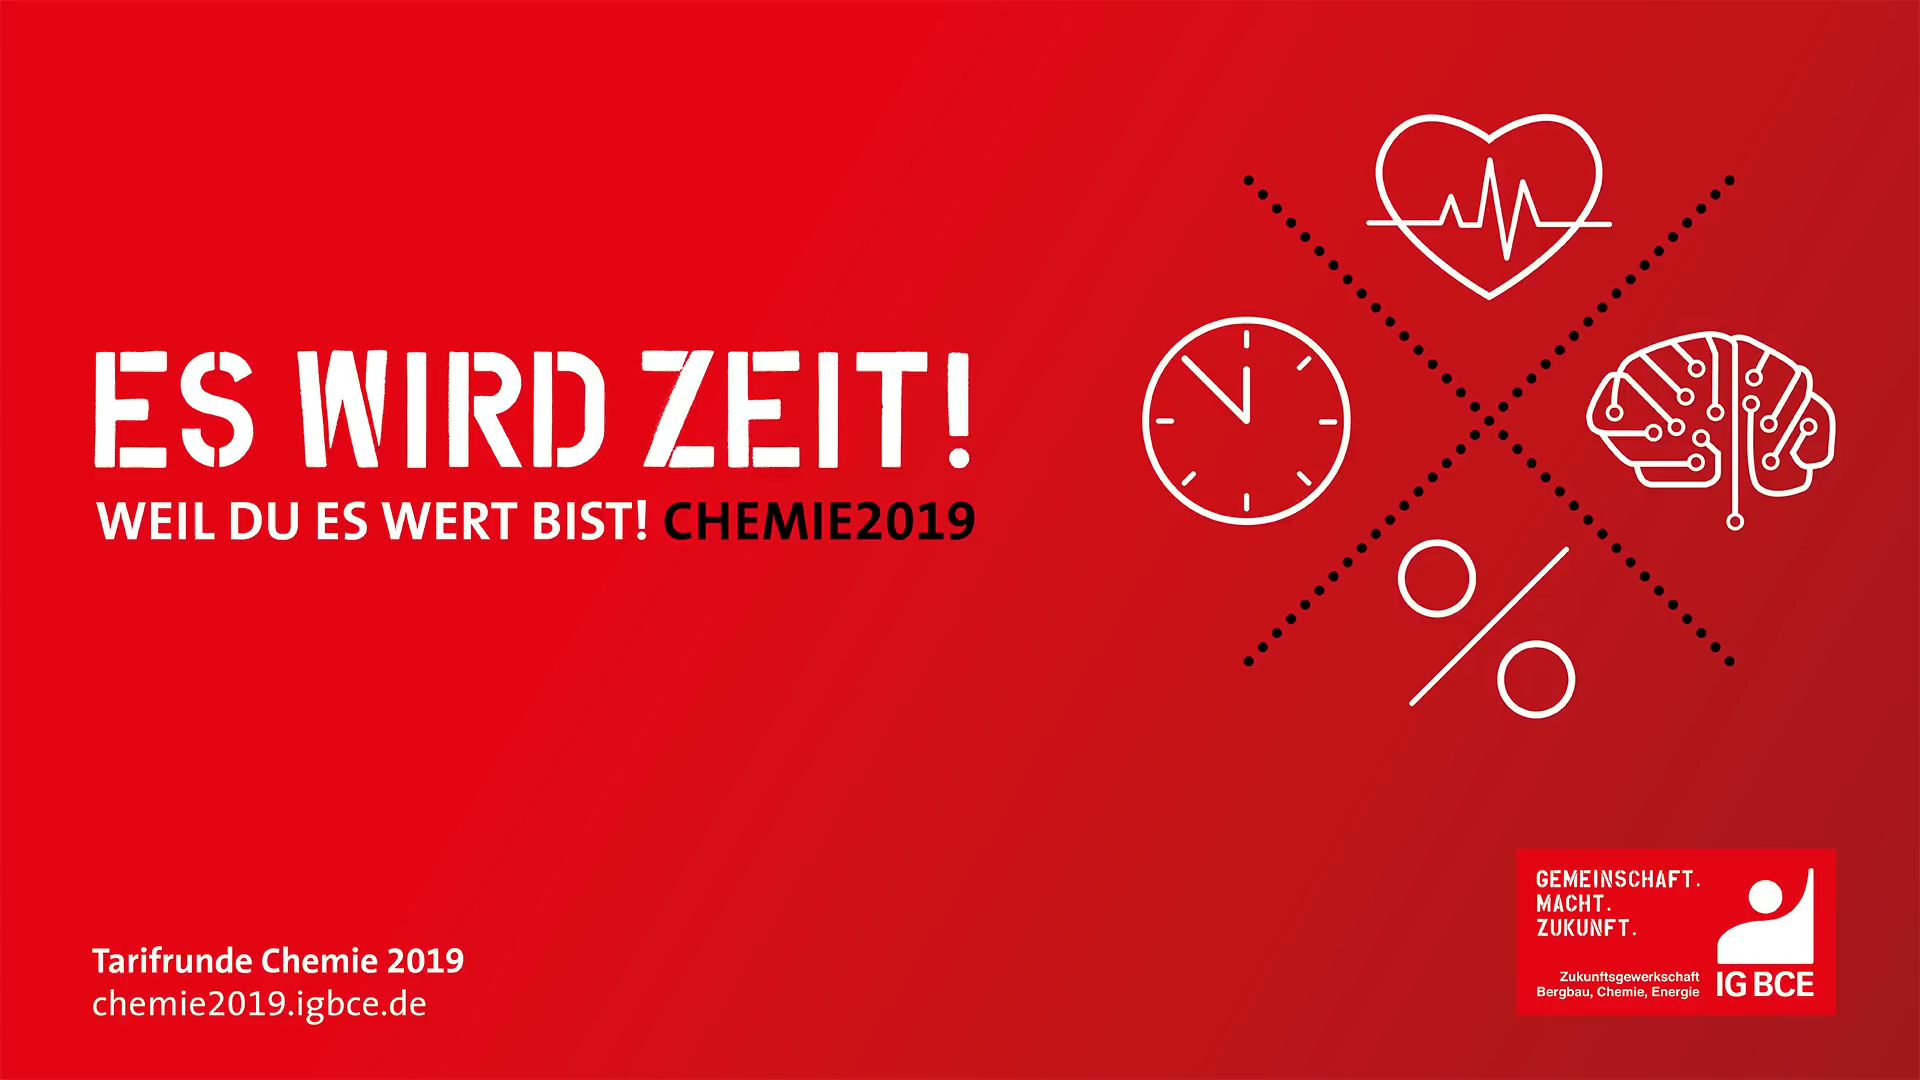 ES WIRD ZEIT!
WEIL DU ES WERT BIST! CHEMIE2019
Tarifrunde Chemie 2019
chemie2019.igbce.de
GEMEINSCHAFT.
MACHT.
ZUKUNFT.
Zukunftsgewerkschaft
Bergbau, Chemie, Energie
IG BCE